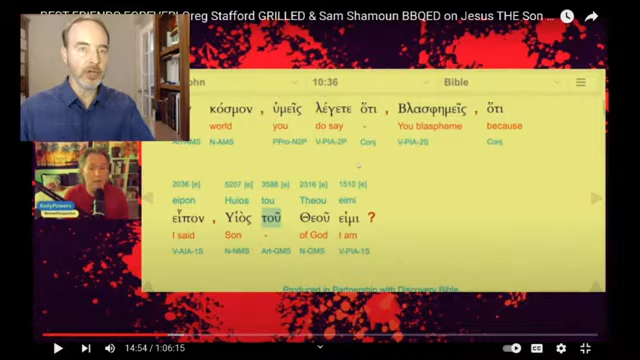 BEST FRIENDS FOREVER! Greg Stafford GRILLED & Sam Shamoun BBQED on Jesus THE Son ...
10:36 Bible
κόσμον , ὑμεῖς λέγετε ὅτι , Βλασφημεῖς , ὅτι
world you do say - You blaspheme because
N-AMS PPro-N2P V-PIA-2P Conj V-PIA-2S Conj
2036 [e] 5207 [e] 3588 [e] 2316 [e] 1510 [e]
eipon Huios tou Theou eimi
εἶπον , Υἱὸς τοῦ Θεοῦ εἰμι ?
I said Son - of God I am
V-AIA-1S N-NMS Art-GMS N-GMS V-PIA-1S
KellyPowers
Produced in Partnership with Discovery Bible
14:54 / 1:06:15
CC